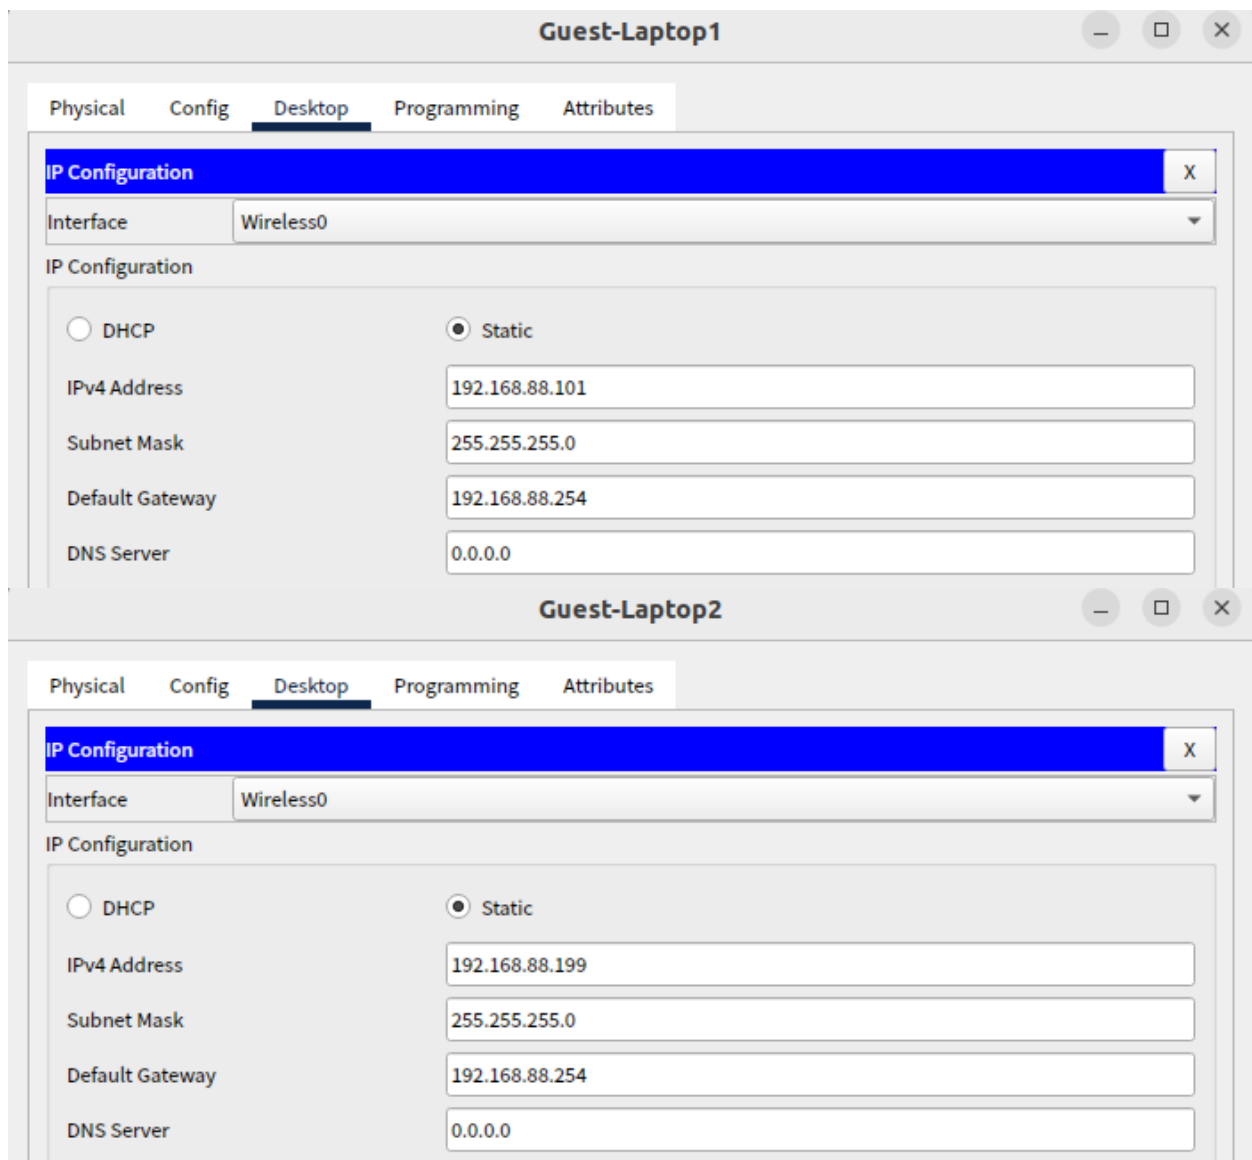 Guest-Laptop1
Physical Config Desktop Programming Attributes
IP Configuration X
Interface Wireless0
IP Configuration
DHCP Static
IPv4 Address 192.168.88.101
Subnet Mask 255.255.255.0
Default Gateway 192.168.88.254
DNS Server 0.0.0.0
Guest-Laptop2
Physical Config Desktop Programming Attributes
IP Configuration X
Interface Wireless0
IP Configuration
DHCP Static
IPv4 Address 192.168.88.199
Subnet Mask 255.255.255.0
Default Gateway 192.168.88.254
DNS Server 0.0.0.0